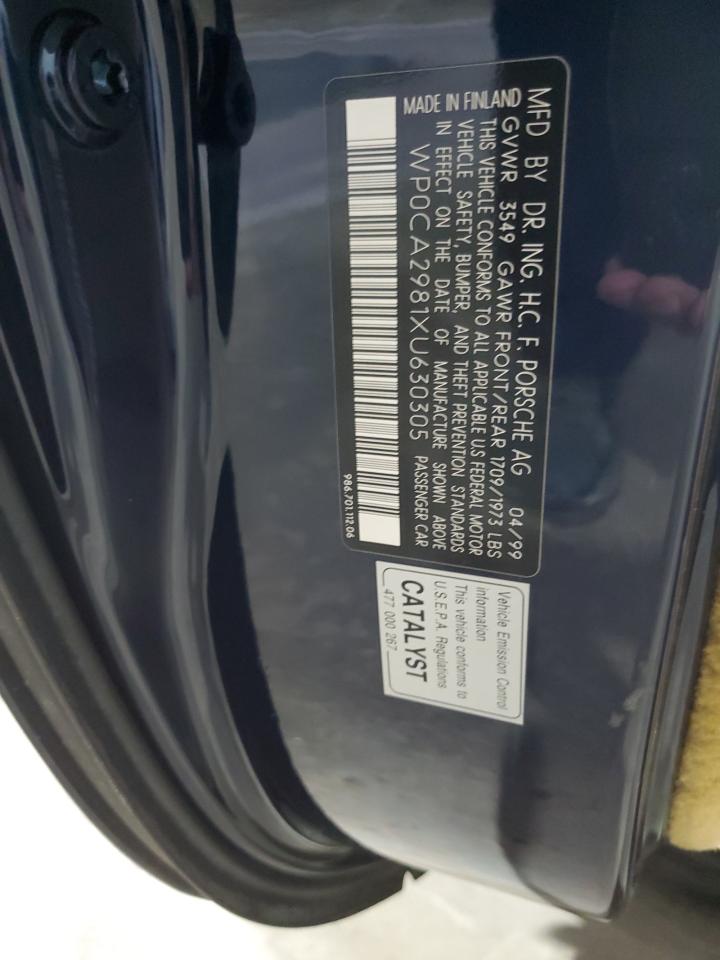 MFD BY DR. ING. H.C. F. PORSCHE AG 04/99
GVWR 3549 GAWR FRONT/REAR 1709/1973 LBS
THIS VEHICLE CONFORMS TO ALL APPLICABLE US FEDERAL MOTOR
VEHICLE SAFETY, BUMPER, AND THEFT PREVENTION STANDARDS
IN EFFECT ON THE DATE OF MANUFACTURE SHOWN ABOVE
MADE IN FINLAND
WP0CA2981XU630305 PASSENGER CAR
986.701.112.06
Vehicle Emission Control
information
This vehicle conforms to
U.S.E.P.A. Regulations
CATALYST
477 000 267